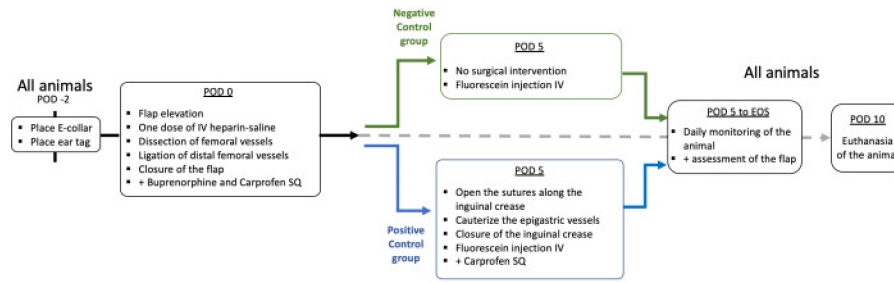 All animals
POD -2
Place E-collar
Place ear tag
POD 0
Flap elevation
One dose of IV heparin-saline
Dissection of femoral vessels
Ligation of distal femoral vessels
Closure of the flap
+ Buprenorphine and Carprofen SQ
Negative
Control
group
POD 5
No surgical intervention
Fluorescein injection IV
Positive
Control
group
POD 5
Open the sutures along the
inguinal crease
Cauterize the epigastric vessels
Closure of the inguinal crease
Fluorescein injection IV
+ Carprofen SQ
All animals
POD 5 to EOS
Daily monitoring of the
animal
+ assessment of the flap
POD 10
Euthanasia
of the anima